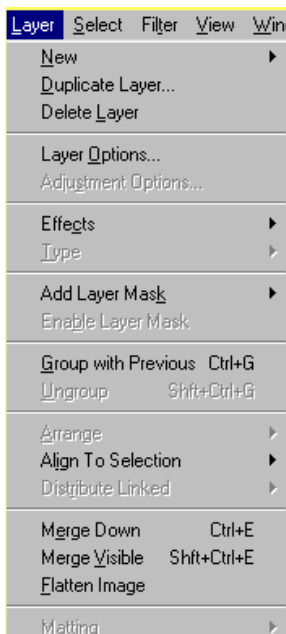 Layer Select Filter View Win
New
Duplicate Layer...
Delete Layer
Layer Options...
Adjustment Options...
Effects
Type
Add Layer Mask
Enable Layer Mask
Group with Previous Ctrl+G
Ungroup Shft+Ctrl+G
Arrange
Align To Selection
Distribute Linked
Merge Down Ctrl+E
Merge Visible Shft+Ctrl+E
Flatten Image
Matting